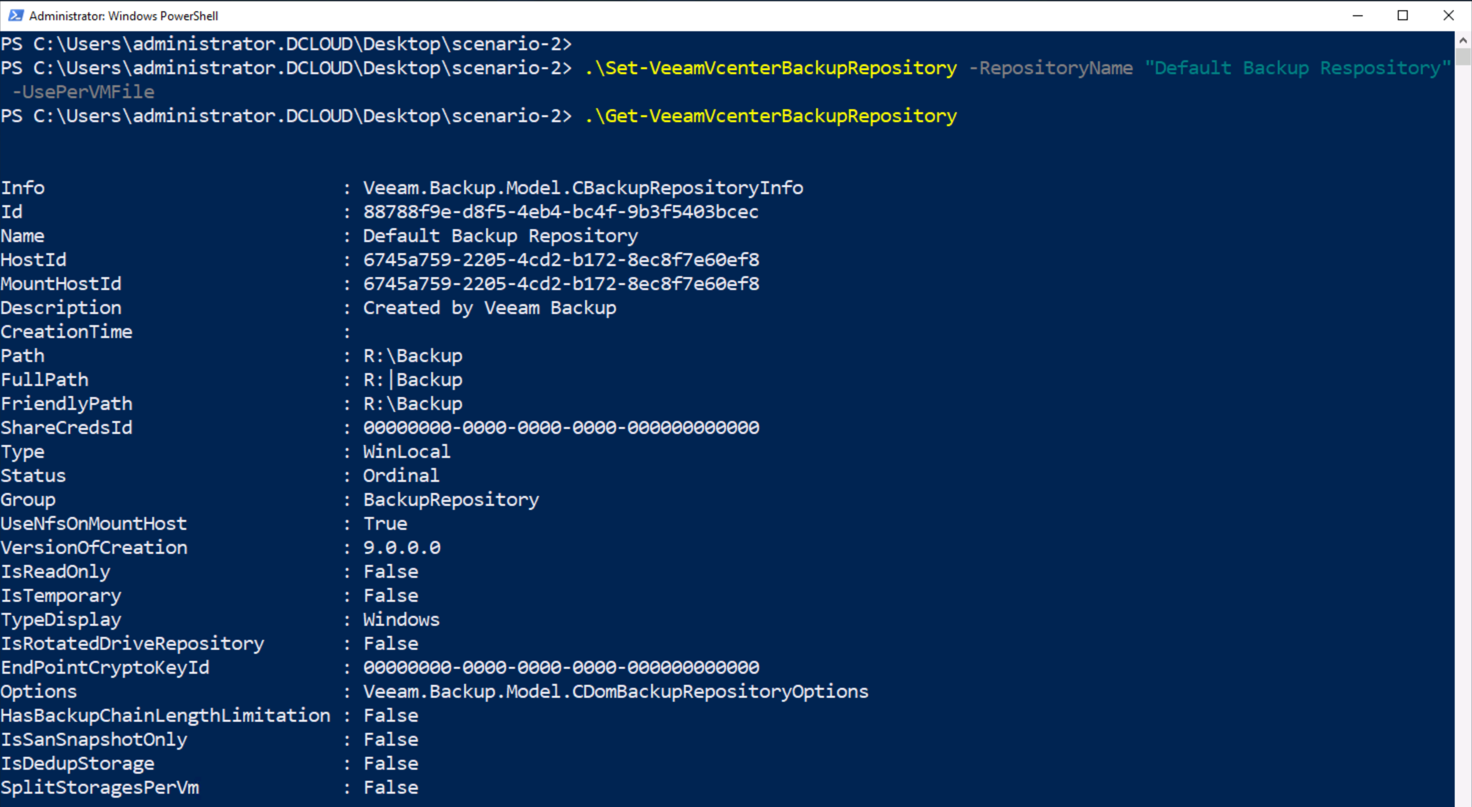 Administrator: Windows PowerShell
PS C:\Users\administrator.DCLOUD\Desktop\scenario-2>
PS C:\Users\administrator.DCLOUD\Desktop\scenario-2> .\Set-VeeamVcenterBackupRepository -RepositoryName "Default Backup Respository"
-UsePerVMFile
PS C:\Users\administrator.DCLOUD\Desktop\scenario-2> .\Get-VeeamVcenterBackupRepository
Info : Veeam.Backup.Model.CBackupRepositoryInfo
Id : 88788f9e-d8f5-4eb4-bc4f-9b3f5403bcec
Name : Default Backup Repository
HostId : 6745a759-2205-4cd2-b172-8ec8f7e60ef8
MountHostId : 6745a759-2205-4cd2-b172-8ec8f7e60ef8
Description : Created by Veeam Backup
CreationTime :
Path : R:\Backup
FullPath : R:|Backup
FriendlyPath : R:\Backup
ShareCredsId : 00000000-0000-0000-0000-000000000000
Type : WinLocal
Status : Ordinal
Group : BackupRepository
UseNfsOnMountHost : True
VersionOfCreation : 9.0.0.0
IsReadOnly : False
IsTemporary : False
TypeDisplay : Windows
IsRotatedDriveRepository : False
EndPointCryptoKeyId : 00000000-0000-0000-0000-000000000000
Options : Veeam.Backup.Model.CDomBackupRepositoryOptions
HasBackupChainLengthLimitation : False
IsSanSnapshotOnly : False
IsDedupStorage : False
SplitStoragesPerVm : False